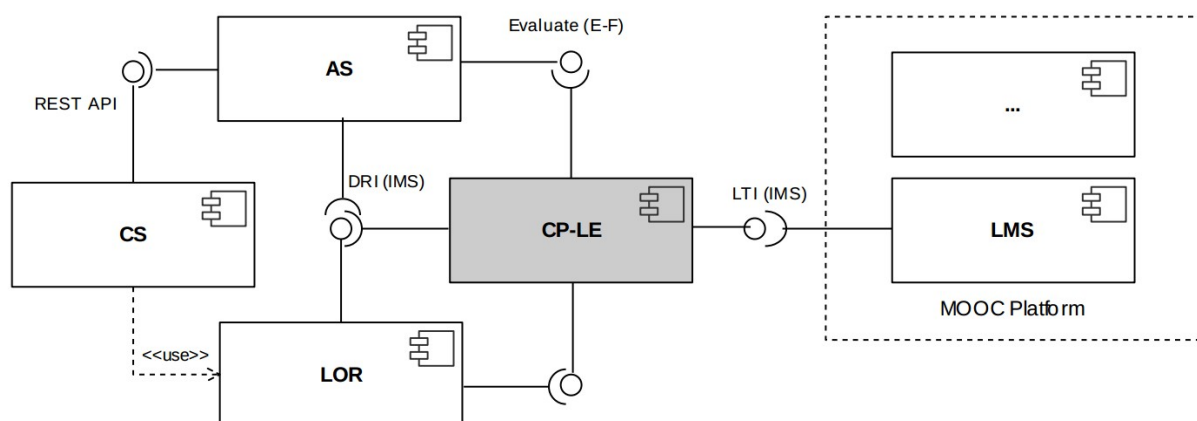 Evaluate (E-F)
AS
...
REST API
DRI (IMS)
LTI (IMS)
CS
CP-LE
LMS
MOOC Platform
<<use>>
LOR